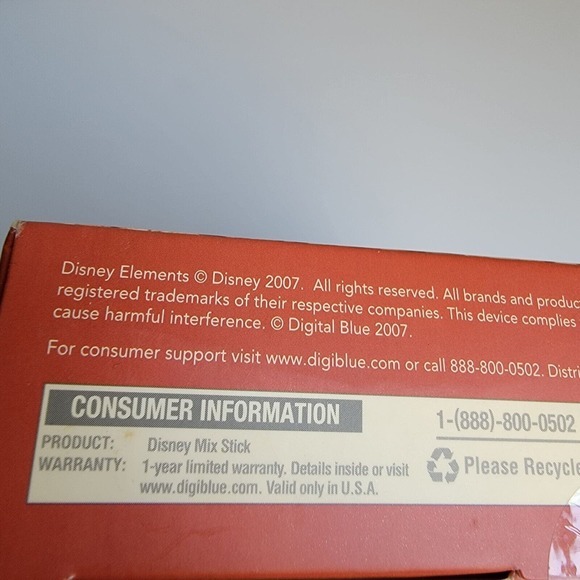 Disney Elements © Disney 2007. All rights reserved. All brands and
registered trademarks of their respective companies. This device complies
cause harmful interference. © Digital Blue 2007.
For consumer support visit www.digiblue.com or call 888-800-0502.
CONSUMER INFORMATION
1-(888)-800-0502
PRODUCT: Disney Mix Stick
WARRANTY: 1-year limited warranty. Details inside or visit
www.digiblue.com. Valid only in U.S.A.
Please Recycle